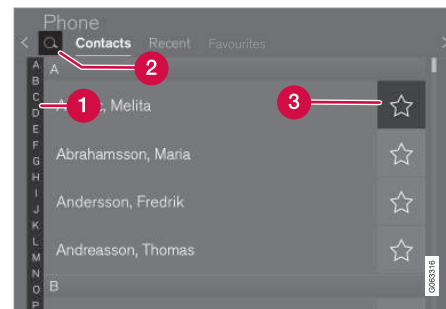 Phone
Contacts Recent Favourites
2
A
A
B
C
D
E
F
G
H
I
J
K
L
M
N
O
P
1
, Melita
3
Abrahamsson, Maria
Andersson, Fredrik
Andreasson, Thomas
B
G063316